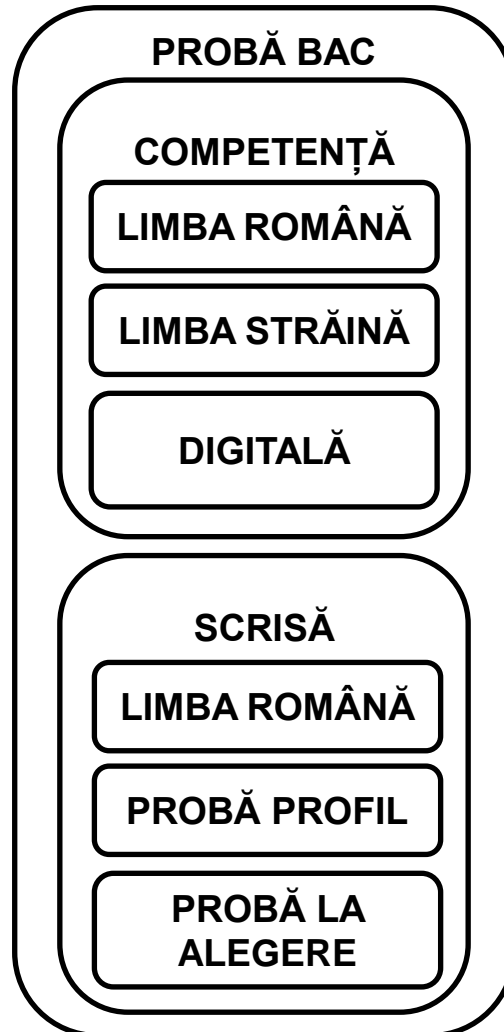 PROBĂ BAC
COMPETENȚĂ
LIMBA ROMÂNĂ
LIMBA STRĂINĂ
DIGITALĂ
SCRISĂ
LIMBA ROMÂNĂ
PROBĂ PROFIL
PROBĂ LA
ALEGERE